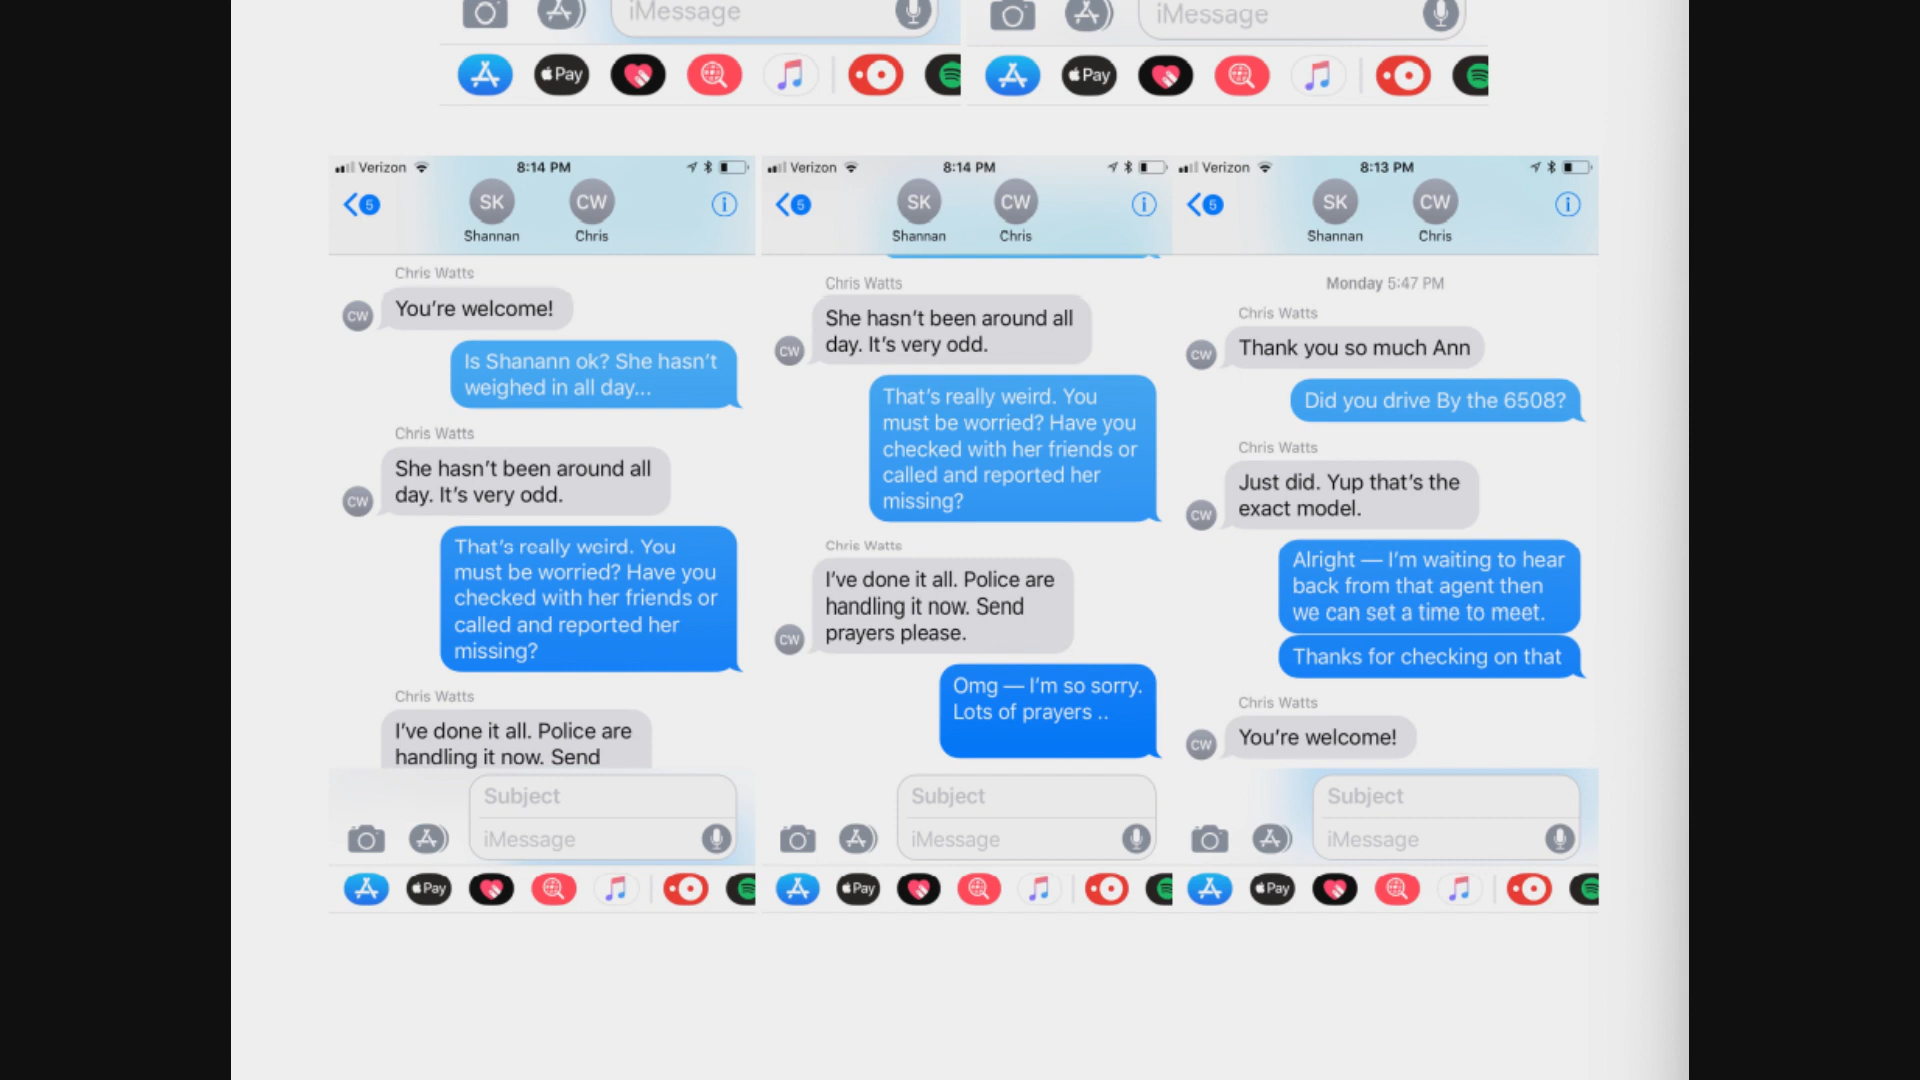 iMessage
iMessage
Pay
Pay
Verizon
8:14 PM
5
SK
CW
Shannan
Chris
Chris Watts
You're welcome!
CW
Is Shanann ok? She hasn't
weighed in all day...
Chris Watts
She hasn't been around all
day. It's very odd.
CW
That's really weird. You
must be worried? Have you
checked with her friends or
called and reported her
missing?
Chris Watts
I've done it all. Police are
handling it now. Send
Subject
iMessage
Pay
Verizon
8:14 PM
5
SK
CW
Shannan
Chris
Chris Watts
She hasn't been around all
day. It's very odd.
CW
That's really weird. You
must be worried? Have you
checked with her friends or
called and reported her
missing?
Chris Watts
I've done it all. Police are
handling it now. Send
prayers please.
CW
Omg — I'm so sorry.
Lots of prayers ..
Subject
iMessage
Pay
Verizon
8:13 PM
5
SK
CW
Shannan
Chris
Monday 5:47 PM
Chris Watts
Thank you so much Ann
CW
Did you drive By the 6508?
Chris Watts
Just did. Yup that's the
exact model.
CW
Alright — I'm waiting to hear
back from that agent then
we can set a time to meet.
Thanks for checking on that
Chris Watts
You're welcome!
CW
Subject
iMessage
Pay